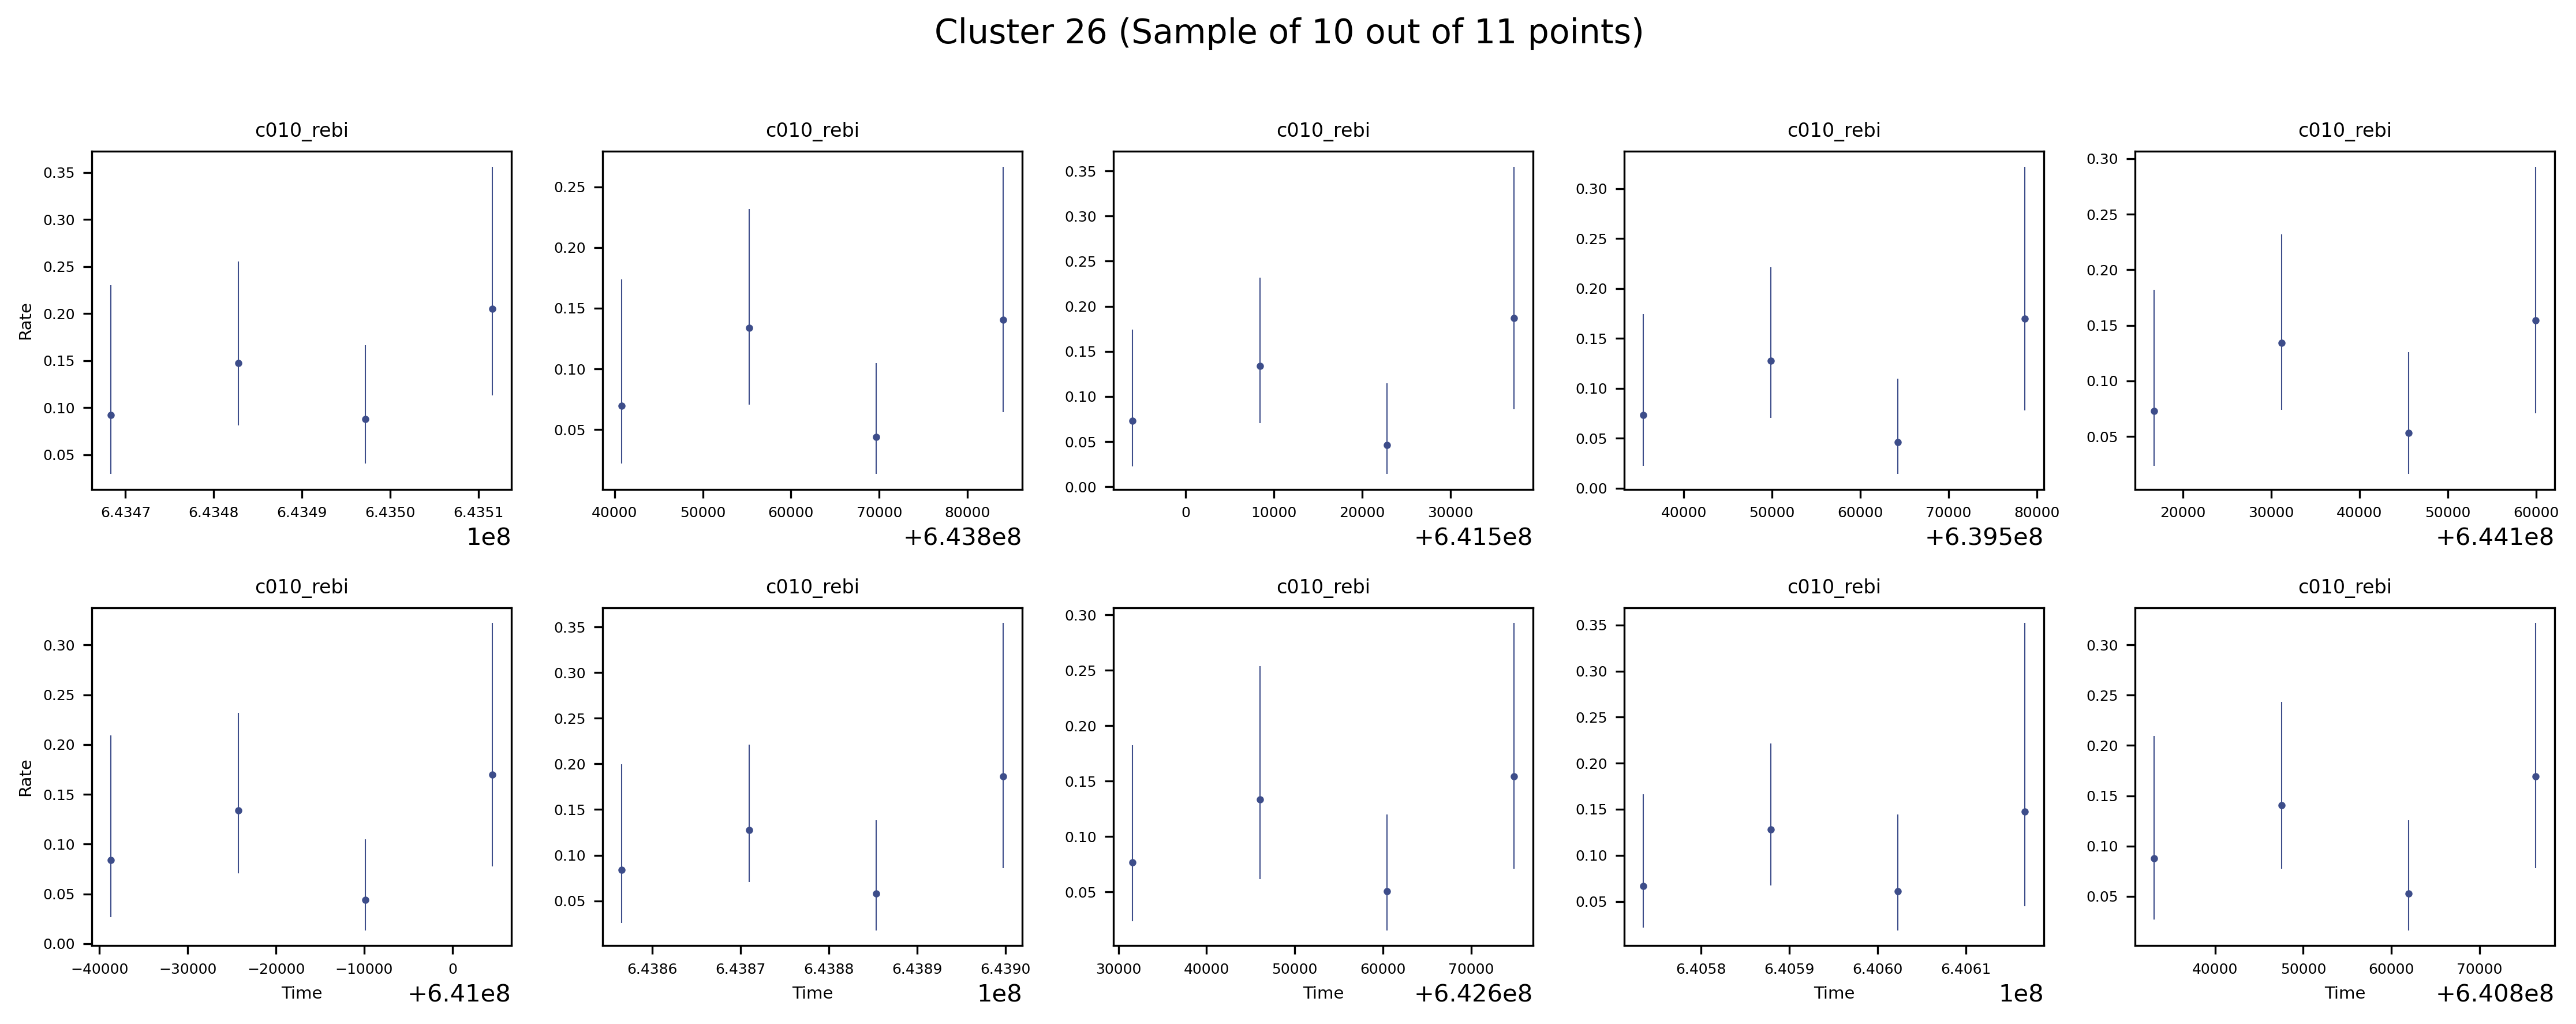 Cluster 26 (Sample of 10 out of 11 points)
c010_rebi c010_rebi c010_rebi c010_rebi c010_rebi
0.35 0.25 0.35 0.30 0.30
0.30 0.20 0.30 0.25 0.25
0.25 0.15 0.25 0.20 0.20
0.20 0.10 0.20 0.15 0.15
0.15 0.05 0.15 0.10 0.10
0.10 0.10 0.05 0.05
0.05 0.05 0.00
0.00
Rate
6.4347 6.4348 6.4349 6.4350 6.4351 40000 50000 60000 70000 80000 0 10000 20000 30000 40000 50000 60000 70000 80000 20000 30000 40000 50000 60000
1e8 +6.438e8 +6.415e8 +6.395e8 +6.441e8
c010_rebi c010_rebi c010_rebi c010_rebi c010_rebi
0.30 0.35 0.30 0.35 0.30
0.25 0.30 0.25 0.30 0.25
0.20 0.25 0.20 0.25 0.20
0.15 0.20 0.15 0.20 0.15
0.10 0.15 0.10 0.15 0.10
0.05 0.10 0.05 0.10 0.05
0.00 0.05 0.05
Rate
−40000 −30000 −20000 −10000 0 6.4386 6.4387 6.4388 6.4389 6.4390 30000 40000 50000 60000 70000 6.4058 6.4059 6.4060 6.4061 40000 50000 60000 70000
Time +6.41e8 Time 1e8 Time +6.426e8 Time 1e8 Time +6.408e8